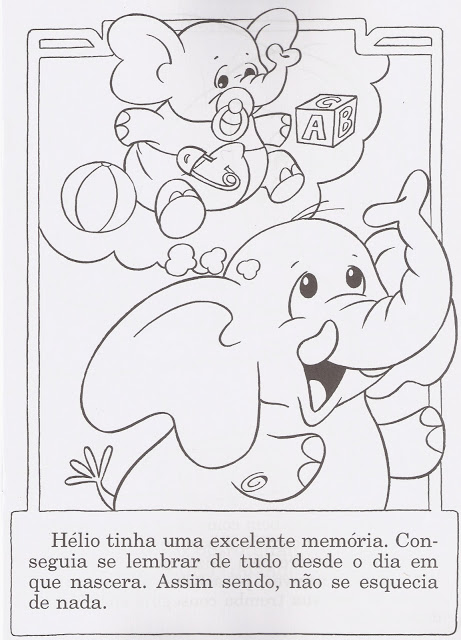 G
A B
Hélio tinha uma excelente memória. Con-
seguia se lembrar de tudo desde o dia em
que nascera. Assim sendo, não se esquecia
de nada.